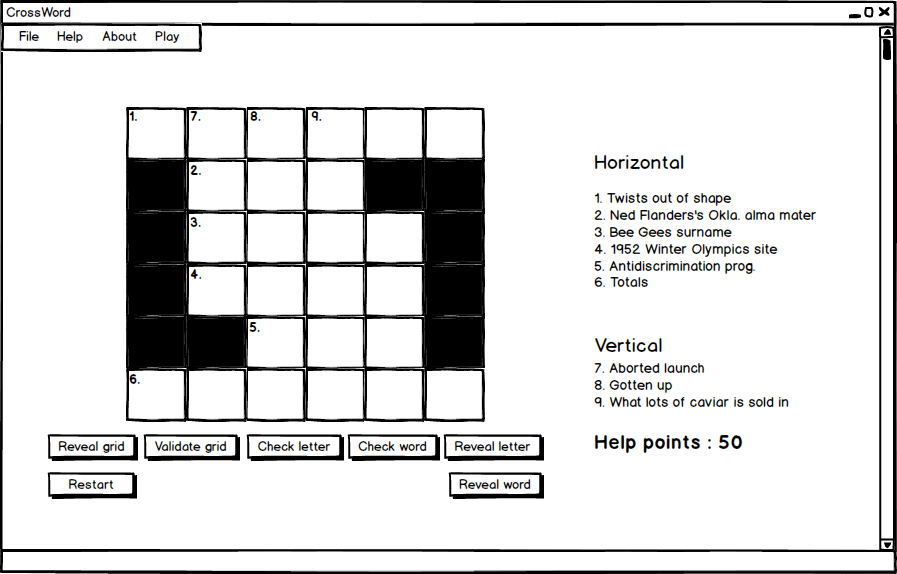 CrossWord
File Help About Play
1. 7. 8. 9.
2.
3.
4.
5.
6.
Horizontal
1. Twists out of shape
2. Ned Flanders's Okla. alma mater
3. Bee Gees surname
4. 1952 Winter Olympics site
5. Antidiscrimination prog.
6. Totals
Vertical
7. Aborted launch
8. Gotten up
9. What lots of caviar is sold in
Help points : 50
Reveal grid Validate grid Check letter Check word Reveal letter
Restart Reveal word